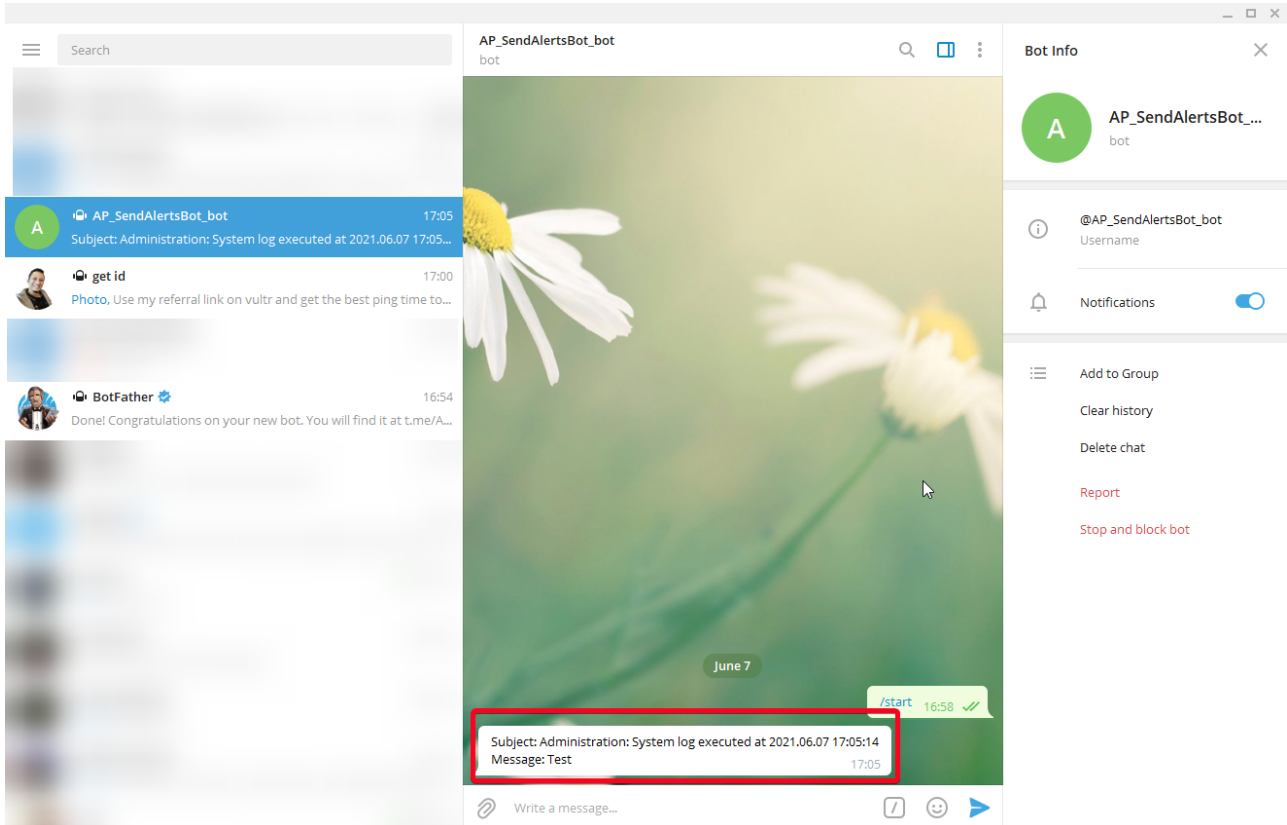 Search
AP_SendAlertsBot_bot
17:05
Subject: Administration: System log executed at 2021.06.07 17:05...
get id
17:00
Photo, Use my referral link on vultr and get the best ping time to...
BotFather
16:54
Done! Congratulations on your new bot. You will find it at t.me/A...
AP_SendAlertsBot_bot
bot
June 7
/start 16:58
Subject: Administration: System log executed at 2021.06.07 17:05:14
Message: Test
17:05
Write a message...
Bot Info
A
AP_SendAlertsBot_...
bot
@AP_SendAlertsBot_bot
Username
Notifications
Add to Group
Clear history
Delete chat
Report
Stop and block bot